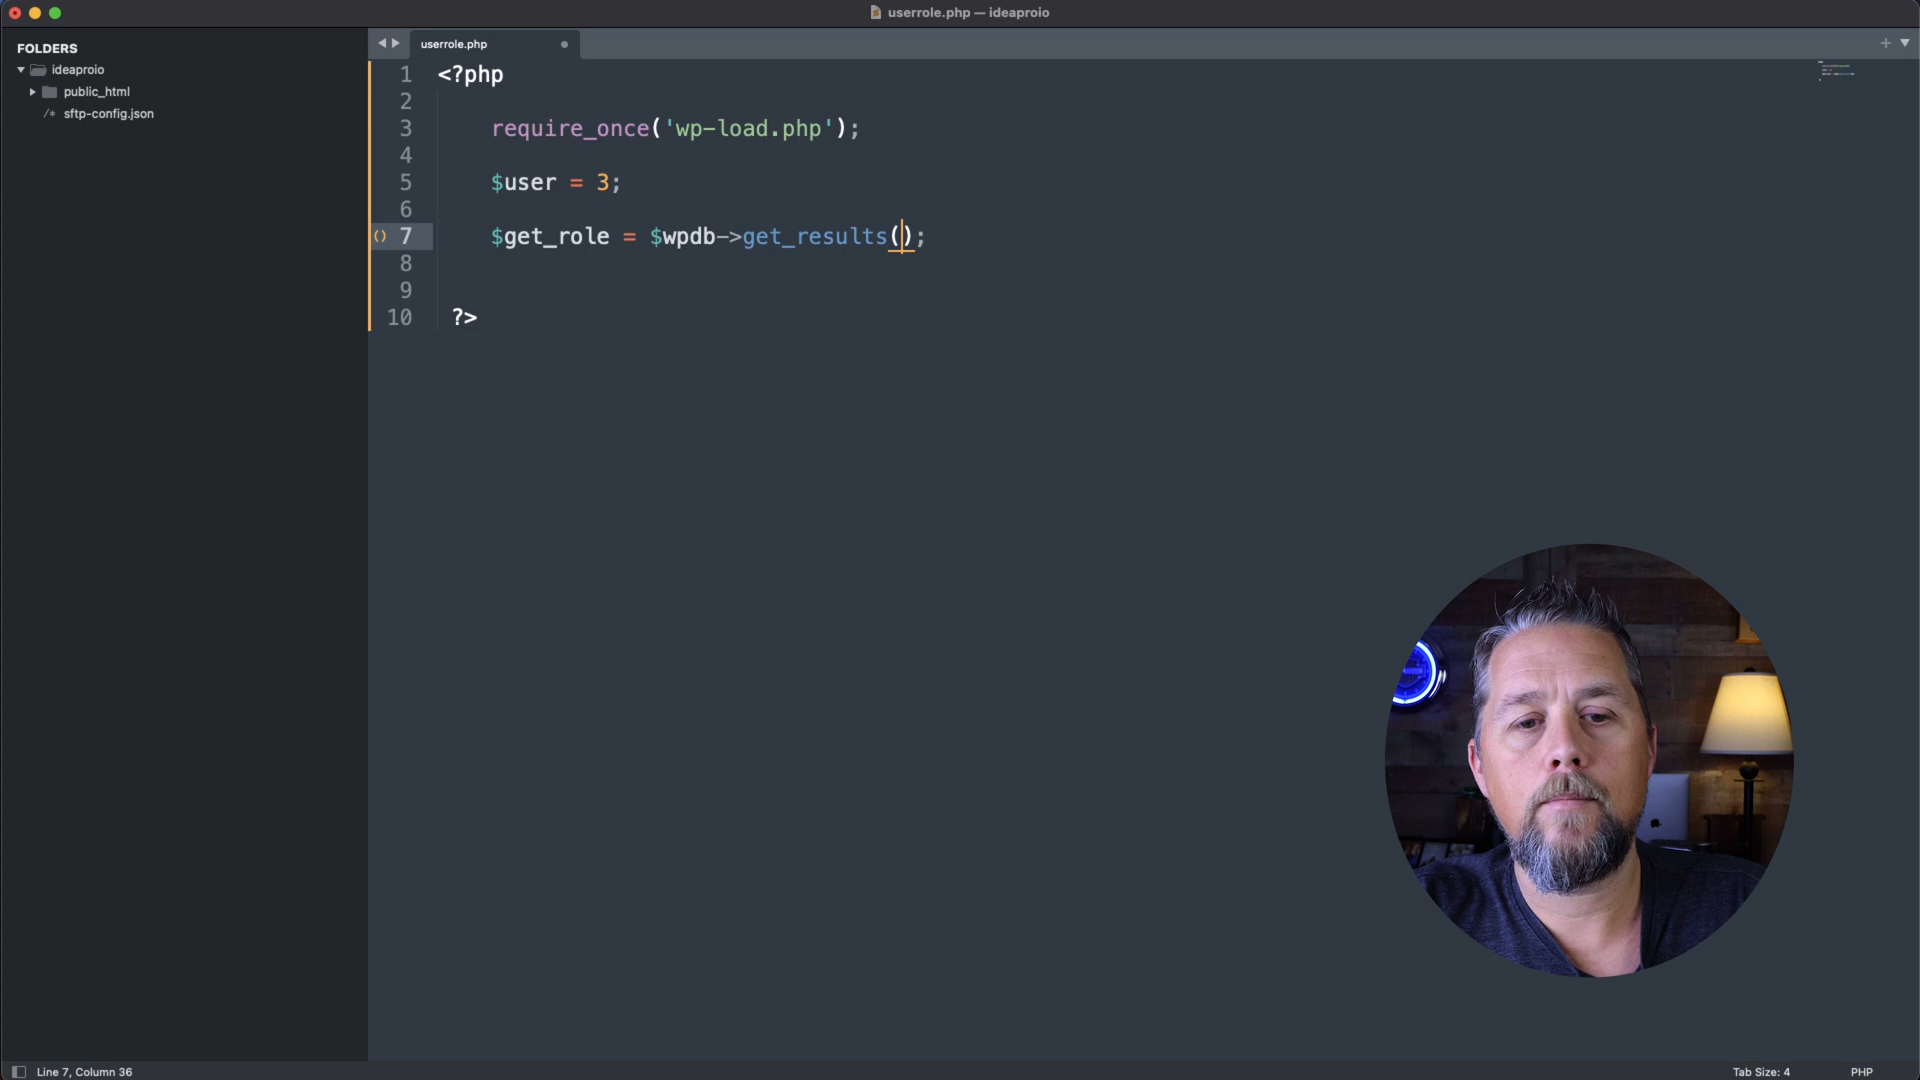 userrole.php — ideaproio
FOLDERS
ideaproio
public_html
/* sftp-config.json
userrole.php
1 <?php
2
3 require_once('wp-load.php');
4
5 $user = 3;
6
() 7 $get_role = $wpdb->get_results();
8
9
10 ?>
Line 7, Column 36
Tab Size: 4
PHP